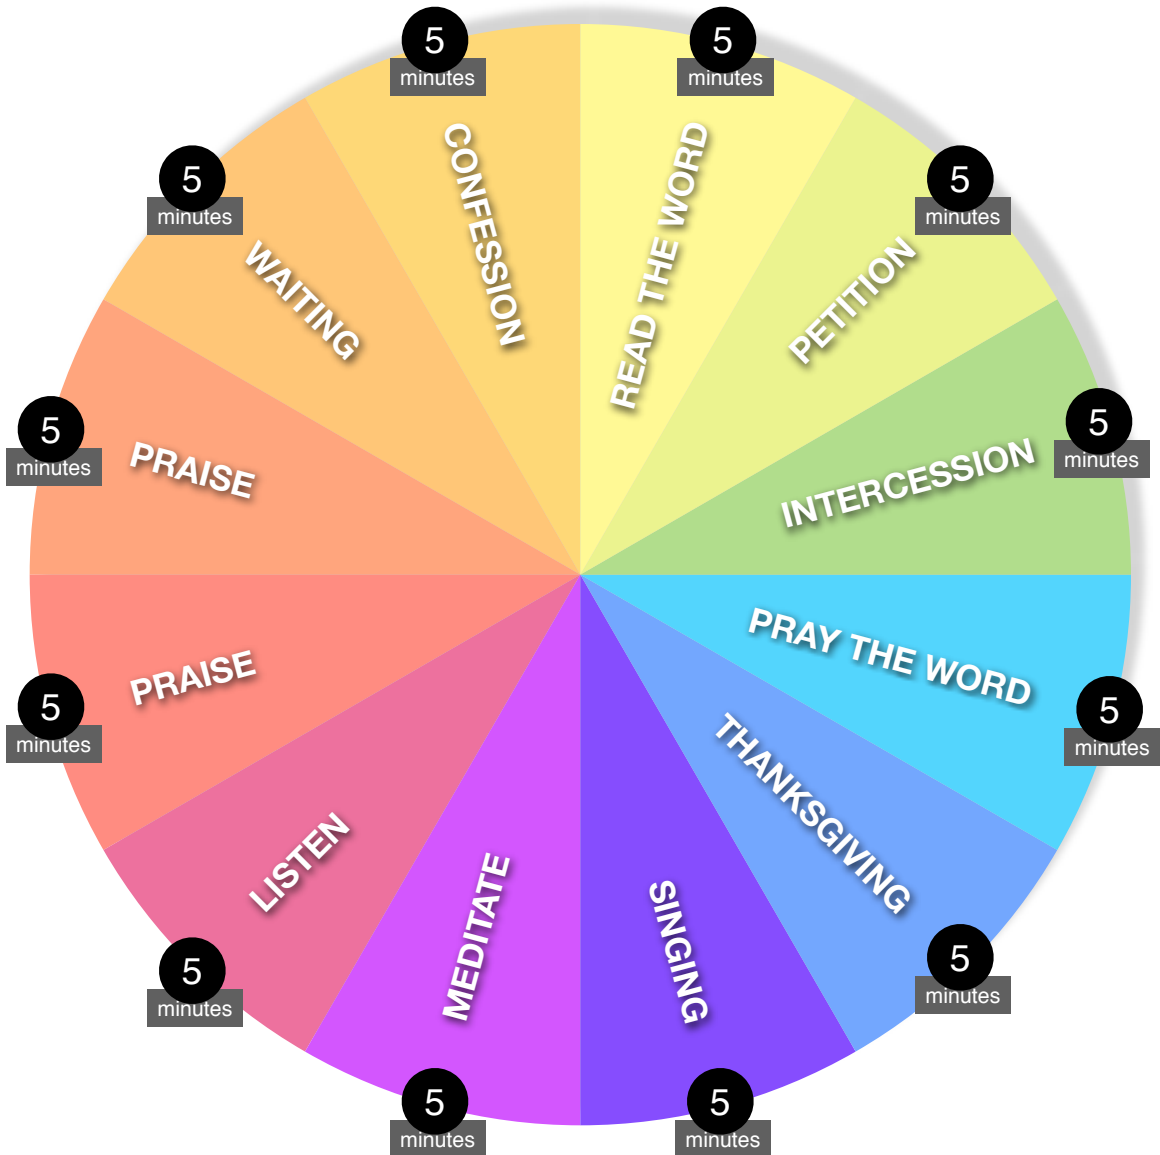 5
minutes
READ THE WORD
5
minutes
PETITION
5
minutes
INTERCESSION
5
minutes
PRAY THE WORD
5
minutes
THANKSGIVING
5
minutes
SINGING
5
minutes
MEDITATE
5
minutes
LISTEN
5
minutes
PRAISE
5
minutes
PRAISE
5
minutes
WAITING
5
minutes
CONFESSION